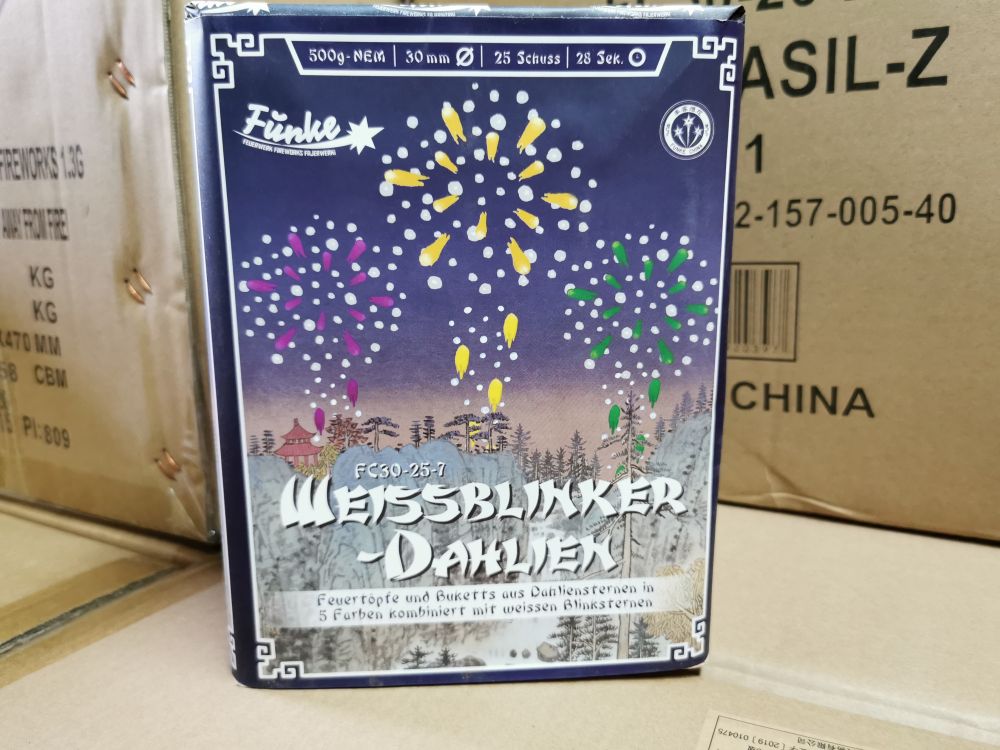 500g-NEM | 30mm Ø | 25 Schuss | 28 Sek.
Funke
FEUERWERK FIREWORKS FAJERWERKI
FC30-25-7
WEISSBLINKER
-DAHLIEN
Feuertöpfe und Buketts aus Dahliensternen in
5 Farben kombiniert mit weissen Blinksternen
FIREWORKS 1.3G
AWAY FROM FIRE!
KG
KG
X470 MM
CBM
PI:809
ASIL-Z
1
2-157-005-40
CHINA
[2019] 010475